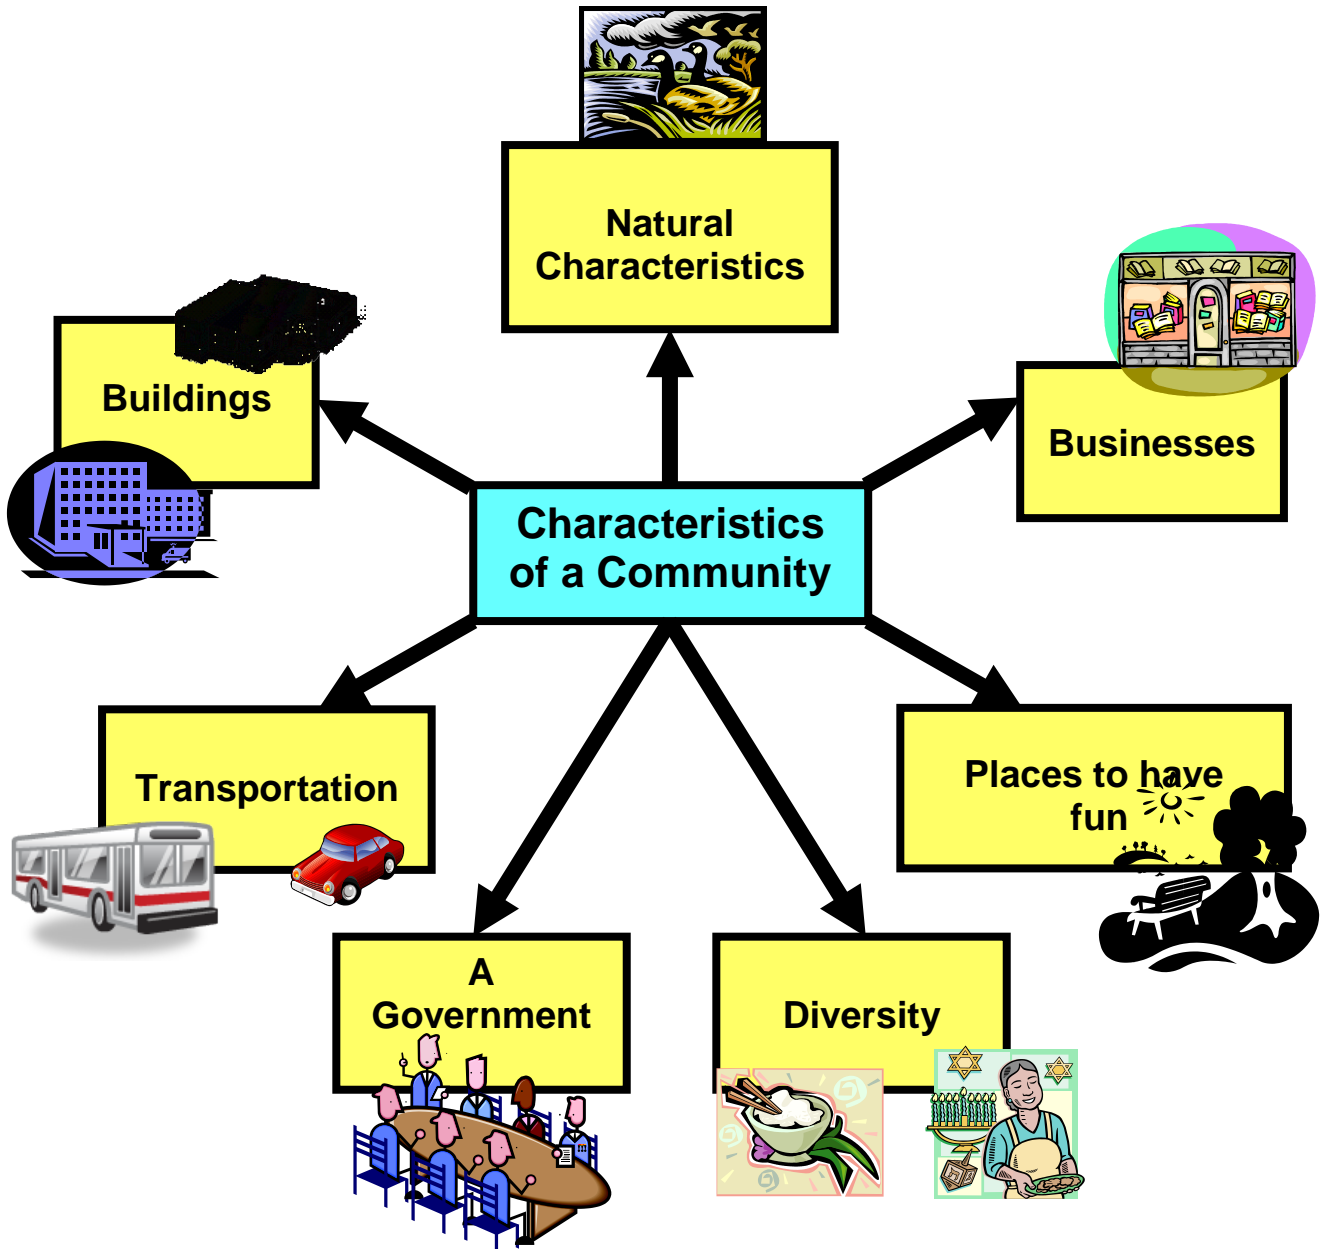 Natural
Characteristics
Buildings
Businesses
Characteristics
of a Community
Transportation
Places to have
fun
A
Government
Diversity